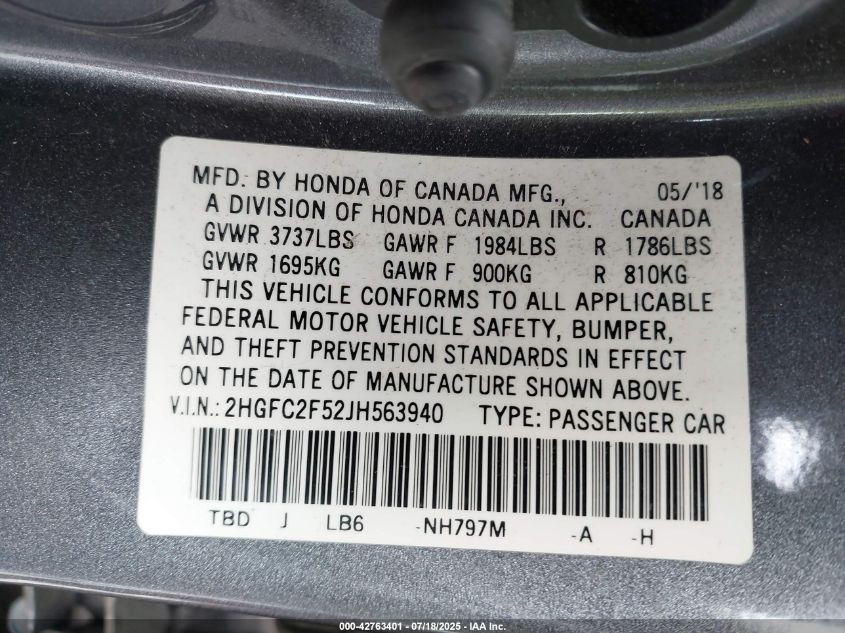 MFD. BY HONDA OF CANADA MFG., 05/'18
A DIVISION OF HONDA CANADA INC. CANADA
GVWR 3737LBS GAWR F 1984LBS R 1786LBS
GVWR 1695KG GAWR F 900KG R 810KG
THIS VEHICLE CONFORMS TO ALL APPLICABLE
FEDERAL MOTOR VEHICLE SAFETY, BUMPER,
AND THEFT PREVENTION STANDARDS IN EFFECT
ON THE DATE OF MANUFACTURE SHOWN ABOVE.
V.I.N.: 2HGFC2F52JH563940 TYPE: PASSENGER CAR
TBD J LB6 -NH797M -A -H
000-42763401 - 07/18/2025 - IAA Inc.